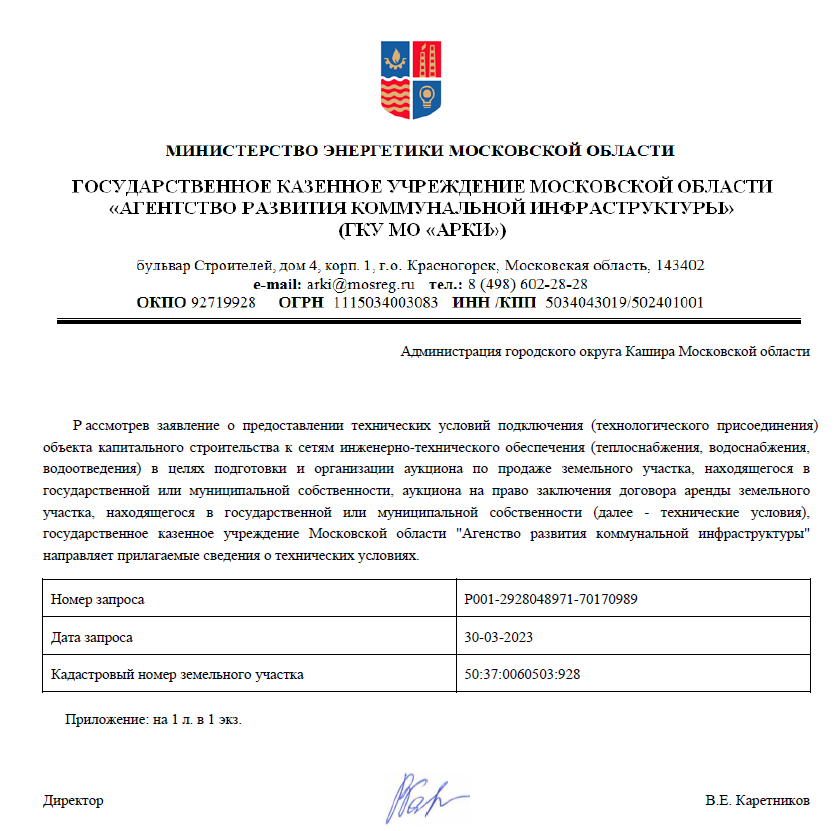 МИНИСТЕРСТВО ЭНЕРГЕТИКИ МОСКОВСКОЙ ОБЛАСТИ
ГОСУДАРСТВЕННОЕ КАЗЕННОЕ УЧРЕЖДЕНИЕ МОСКОВСКОЙ ОБЛАСТИ
«АГЕНТСТВО РАЗВИТИЯ КОММУНАЛЬНОЙ ИНФРАСТРУКТУРЫ»
(ГКУ МО «АРКИ»)
бульвар Строителей, дом 4, корп. 1, г.о. Красногорск, Московская область, 143402
e-mail: arki@mosreg.ru тел.: 8 (498) 602-28-28
ОКПО 92719928 ОГРН 1115034003083 ИНН /КПП 5034043019/502401001
Администрация городского округа Кашира Московской области
Р ассмотрев заявление о предоставлении технических условий подключения (технологического присоединения)
объекта капитального строительства к сетям инженерно-технического обеспечения (теплоснабжения, водоснабжения,
водоотведения) в целях подготовки и организации аукциона по продаже земельного участка, находящегося в
государственной или муниципальной собственности, аукциона на право заключения договора аренды земельного
участка, находящегося в государственной или муниципальной собственности (далее - технические условия),
государственное казенное учреждение Московской области "Агенство развития коммунальной инфраструктуры"
направляет прилагаемые сведения о технических условиях.
Номер запроса P001-2928048971-70170989
Дата запроса 30-03-2023
Кадастровый номер земельного участка 50:37:0060503:928
Приложение: на 1 л. в 1 экз.
Директор В.Е. Каретников